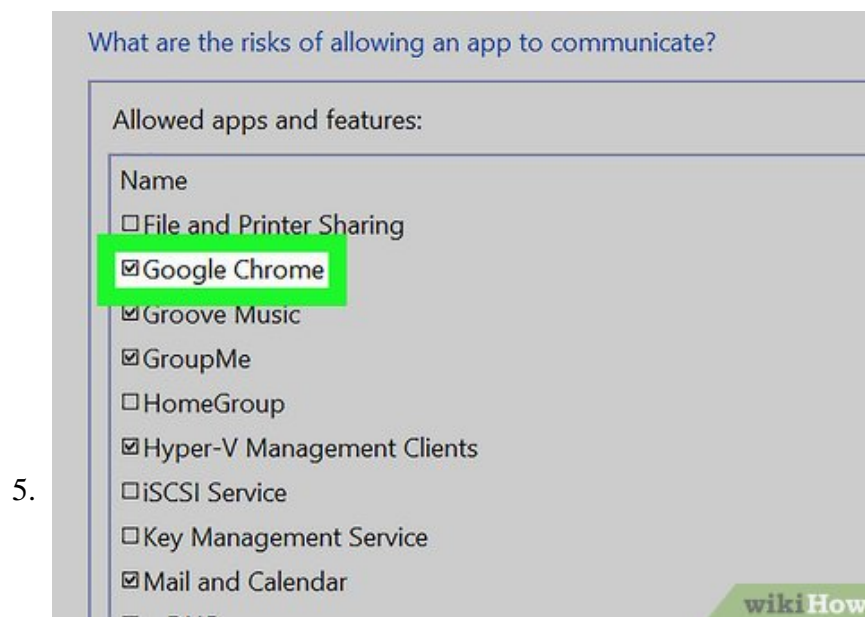 What are the risks of allowing an app to communicate?
Allowed apps and features:
Name
File and Printer Sharing
Google Chrome
Groove Music
GroupMe
HomeGroup
Hyper-V Management Clients
5.
iSCSI Service
Key Management Service
Mail and Calendar
wikiHow